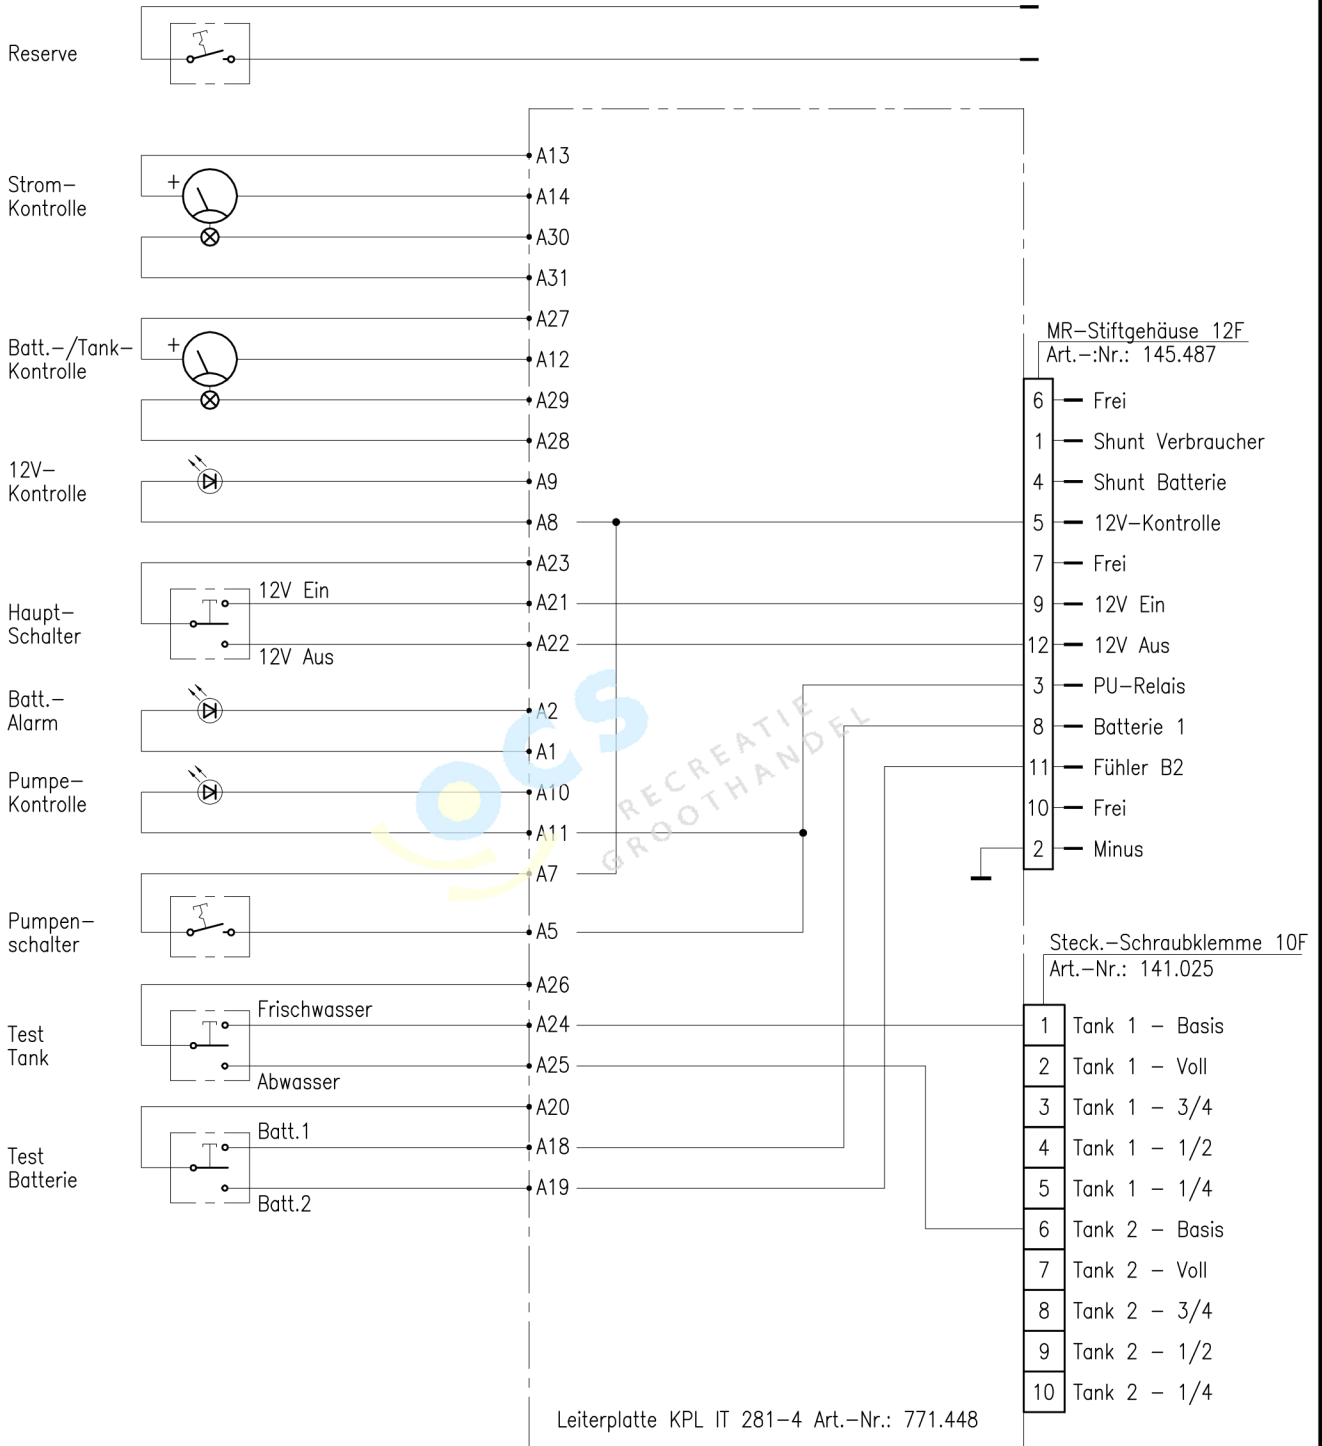 Reserve
Strom-
Kontrolle
+
A13
A14
A30
A31
Batt.-/Tank-
Kontrolle
+
A27
A12
A29
A28
12V-
Kontrolle
A9
A8
Haupt-
Schalter
12V Ein
12V Aus
A23
A21
A22
Batt.-
Alarm
A2
A1
Pumpe-
Kontrolle
A10
A11
Pumpen-
schalter
A7
A5
Test
Tank
Frischwasser
Abwasser
A26
A24
A25
Test
Batterie
Batt.1
Batt.2
A20
A18
A19
MR-Stiftgehäuse 12F
Art.-:Nr.: 145.487
6 Frei
1 Shunt Verbraucher
4 Shunt Batterie
5 12V-Kontrolle
7 Frei
9 12V Ein
12 12V Aus
3 PU-Relais
8 Batterie 1
11 Fühler B2
10 Frei
2 Minus
Steck.-Schraubklemme 10F
Art.-Nr.: 141.025
1 Tank 1 - Basis
2 Tank 1 - Voll
3 Tank 1 - 3/4
4 Tank 1 - 1/2
5 Tank 1 - 1/4
6 Tank 2 - Basis
7 Tank 2 - Voll
8 Tank 2 - 3/4
9 Tank 2 - 1/2
10 Tank 2 - 1/4
Leiterplatte KPL IT 281-4 Art.-Nr.: 771.448
ocs
RECREATIE
GROOTHANDEL